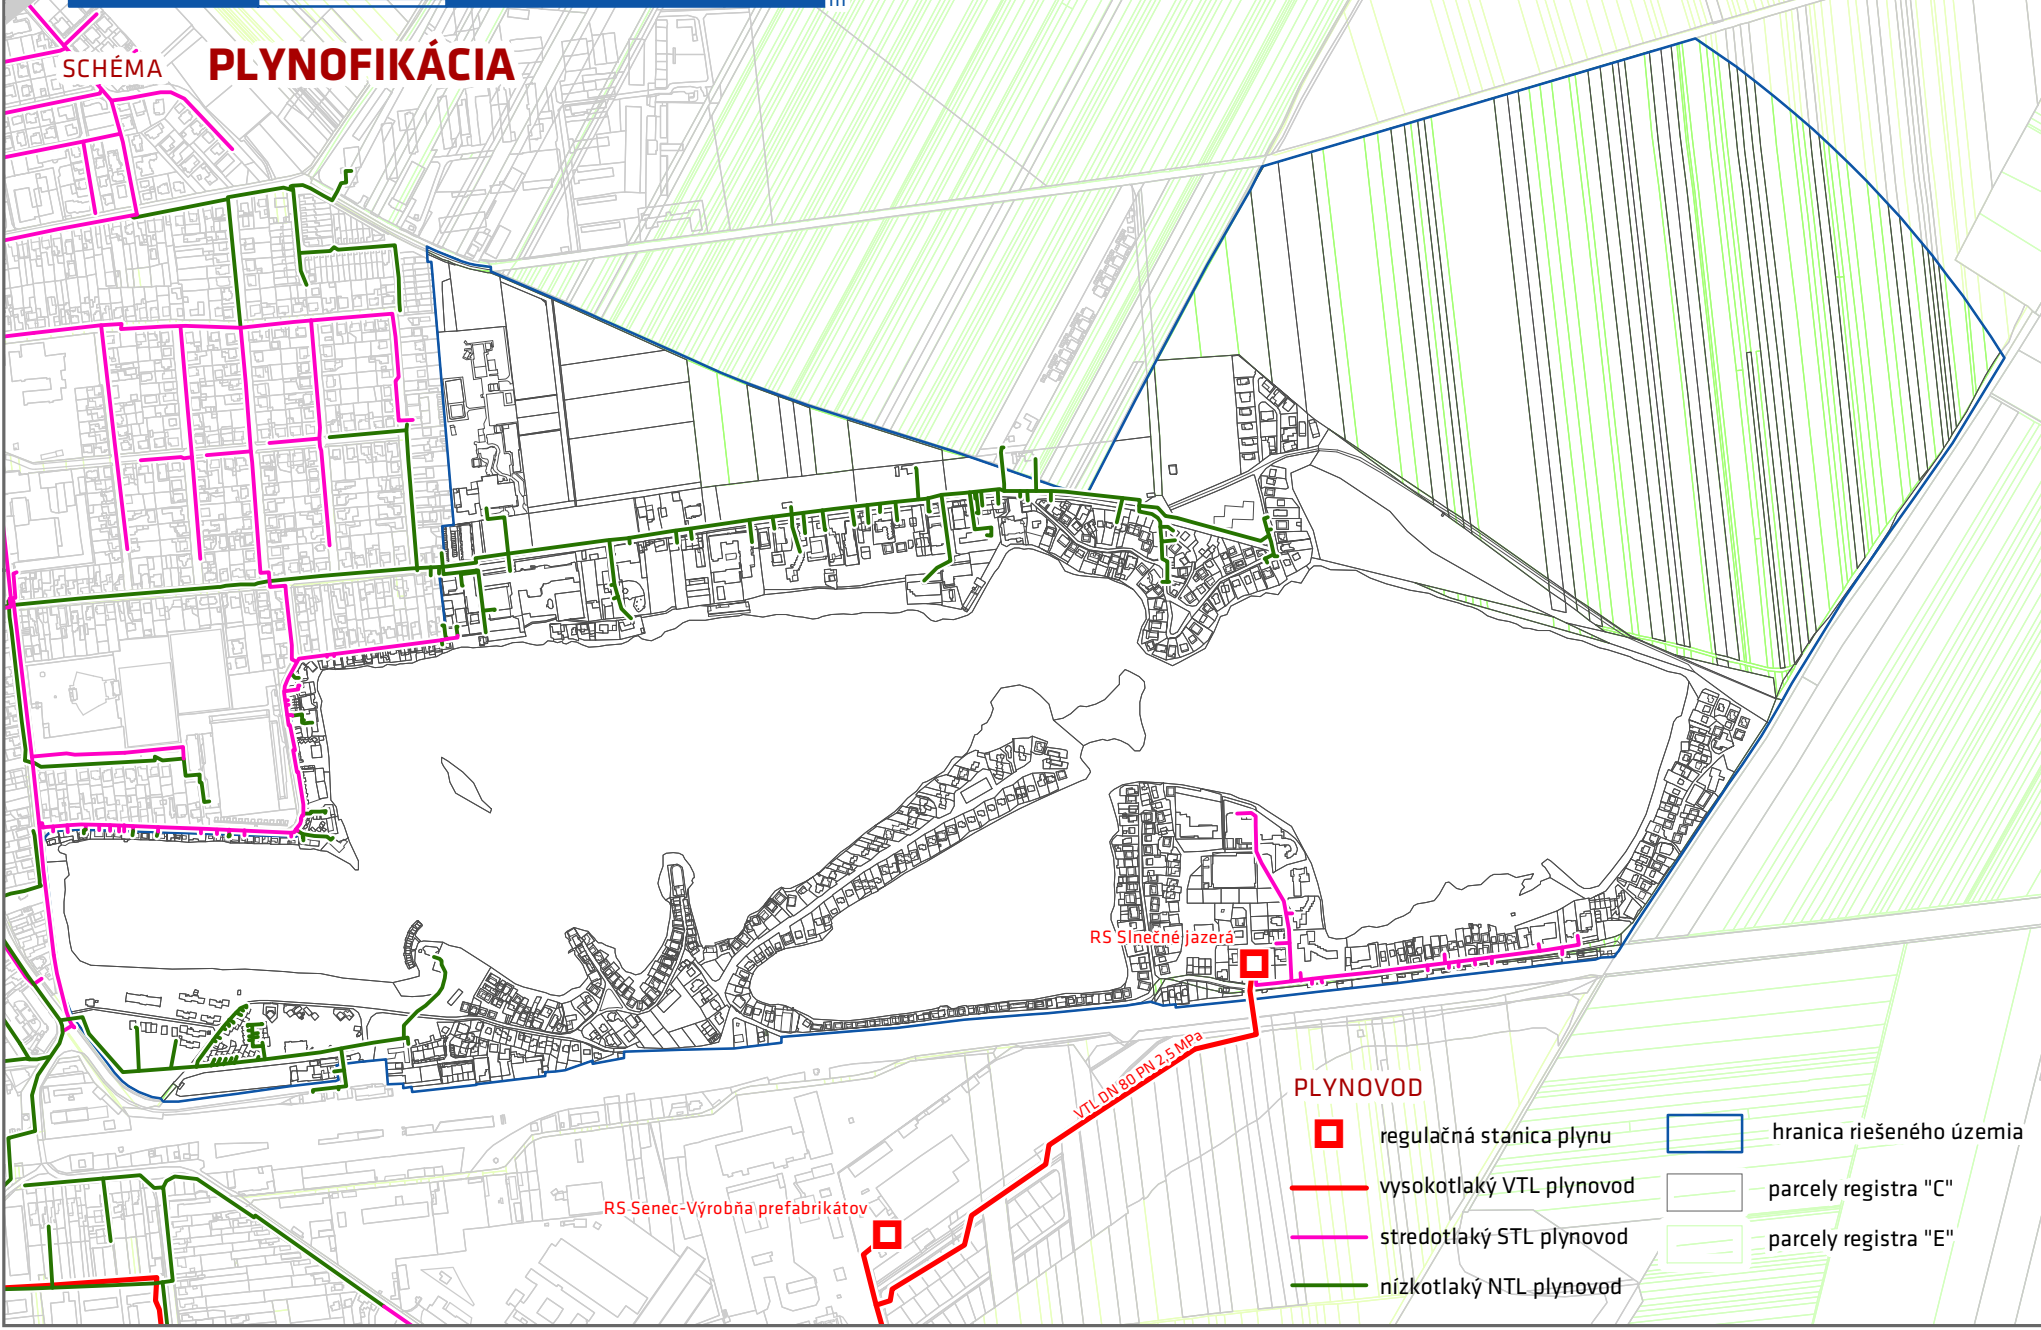 m
SCHÉMA PLYNOFIKÁCIA
RS Slnečné jazerá
VTL DN 80 PN 2,5 MPa
RS Senec-Výrobňa prefabrikátov
PLYNOVOD
regulačná stanica plynu
vysokotlaký VTL plynovod
stredotlaký STL plynovod
nízkotlaký NTL plynovod
hranica riešeného územia
parcely registra "C"
parcely registra "E"